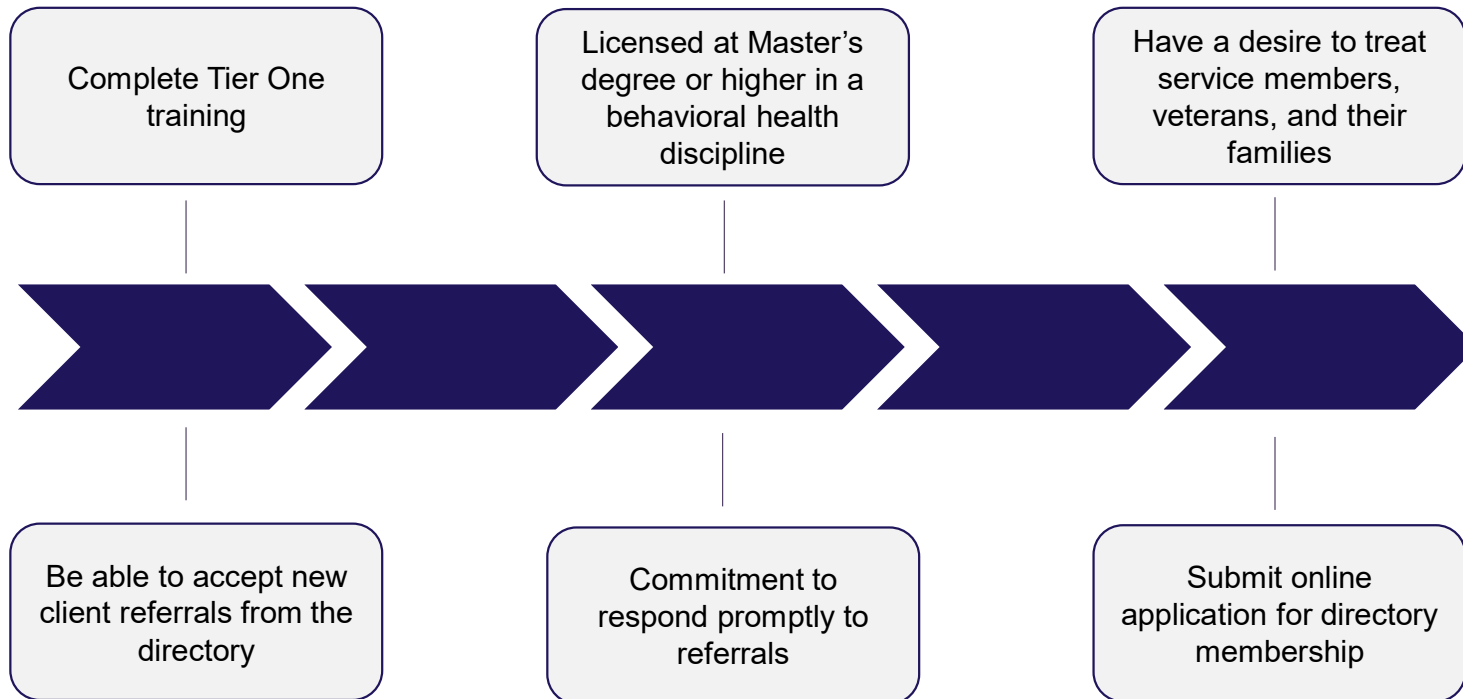 Complete Tier One
training
Licensed at Master’s
degree or higher in a
behavioral health
discipline
Have a desire to treat
service members,
veterans, and their
families
Be able to accept new
client referrals from the
directory
Commitment to
respond promptly to
referrals
Submit online
application for directory
membership